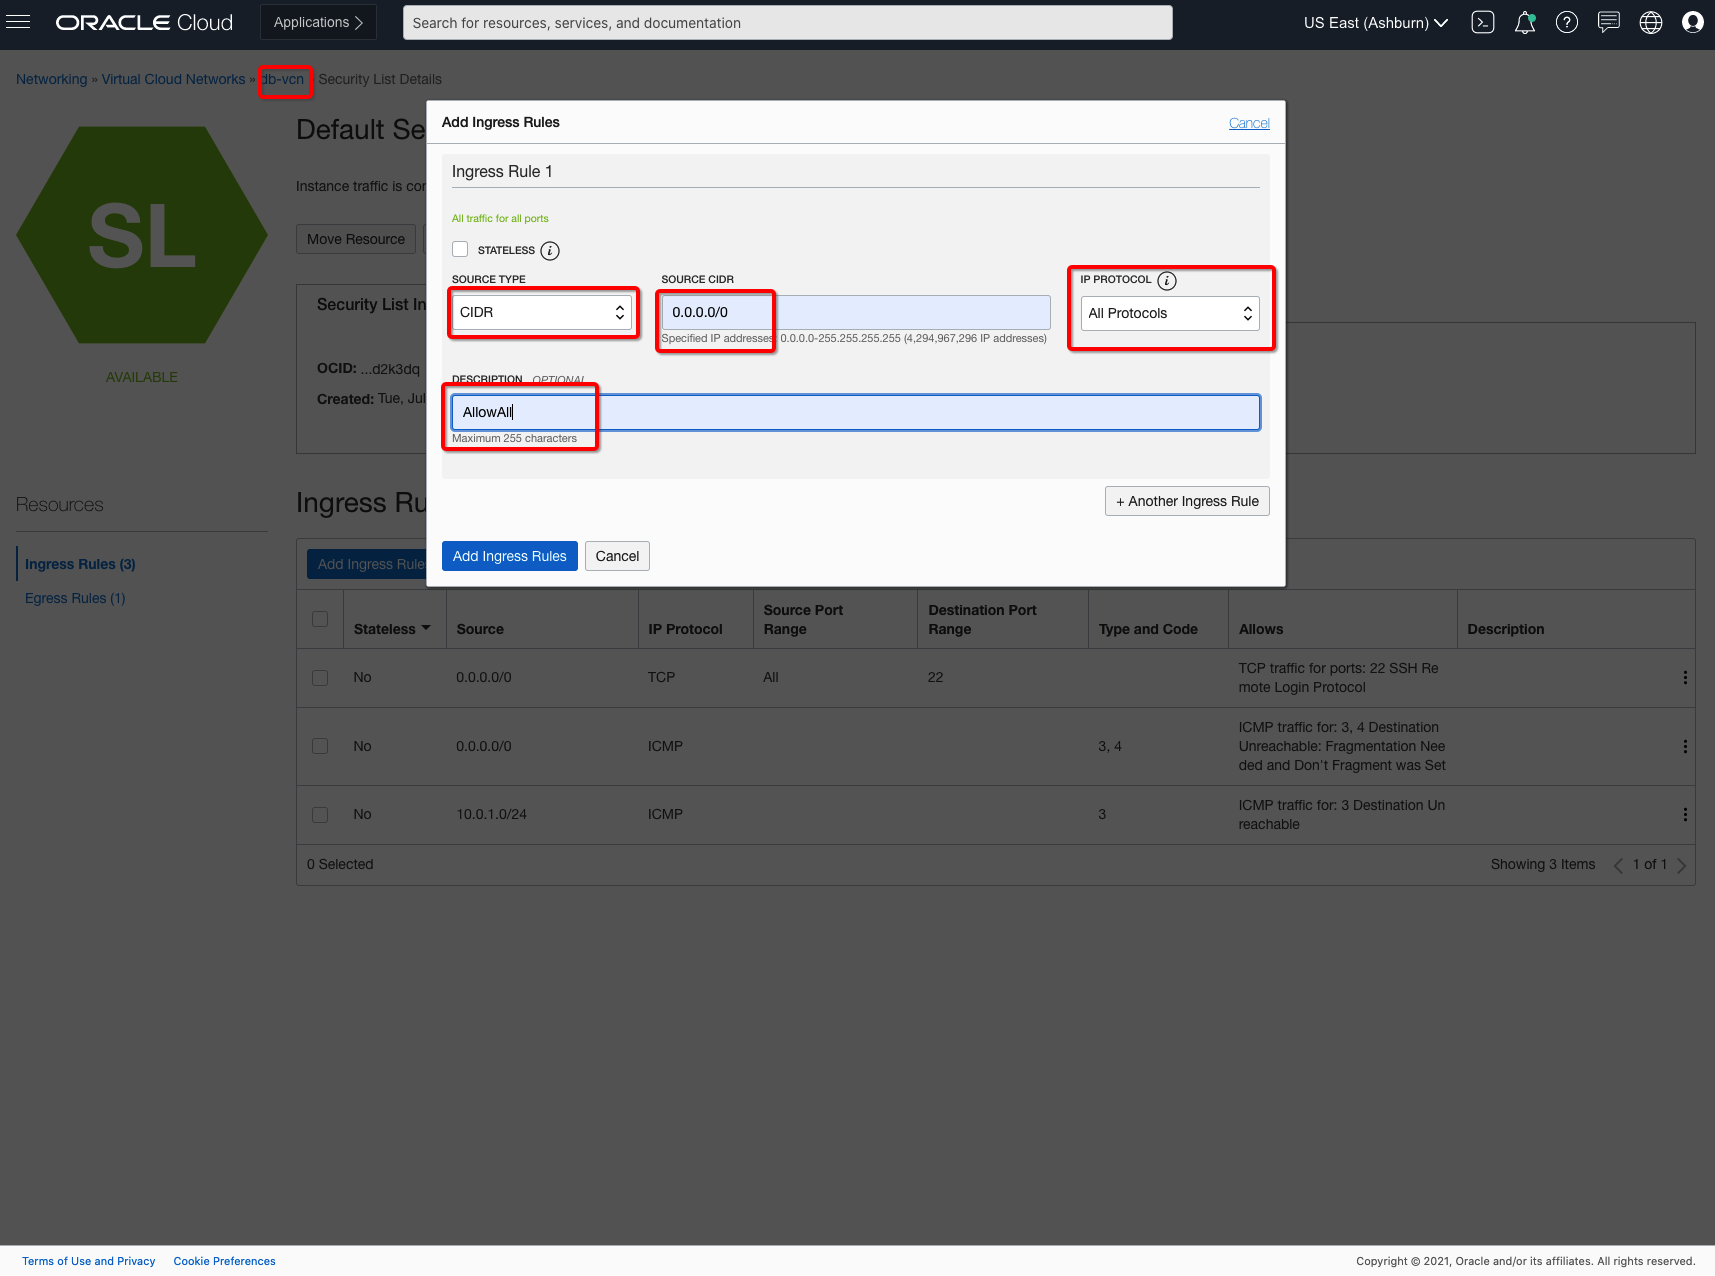 ORACLE Cloud
Applications
Search for resources, services, and documentation
US East (Ashburn)
Networking » Virtual Cloud Networks » db-vcn Security List Details
Default Se
Instance traffic is cor
Move Resource
SL
AVAILABLE
Security List In
OCID: ...d2k3dq
Created: Tue, Jul
Add Ingress Rules
Cancel
Ingress Rule 1
All traffic for all ports
STATELESS i
SOURCE TYPE
CIDR
SOURCE CIDR
0.0.0.0/0
Specified IP addresses: 0.0.0.0-255.255.255.255 (4,294,967,296 IP addresses)
IP PROTOCOL i
All Protocols
DESCRIPTION OPTIONAL
AllowAll
Maximum 255 characters
+ Another Ingress Rule
Add Ingress Rules
Cancel
Resources
Ingress Rules (3)
Egress Rules (1)
Ingress Ru
Add Ingress Rule
Stateless
Source
IP Protocol
Source Port
Range
Destination Port
Range
Type and Code
Allows
Description
No
0.0.0.0/0
TCP
All
22
TCP traffic for ports: 22 SSH Re
mote Login Protocol
No
0.0.0.0/0
ICMP
3, 4
ICMP traffic for: 3, 4 Destination
Unreachable: Fragmentation Nee
ded and Don't Fragment was Set
No
10.0.1.0/24
ICMP
3
ICMP traffic for: 3 Destination Un
reachable
0 Selected
Showing 3 Items
1 of 1
Terms of Use and Privacy
Cookie Preferences
Copyright © 2021, Oracle and/or its affiliates. All rights reserved.